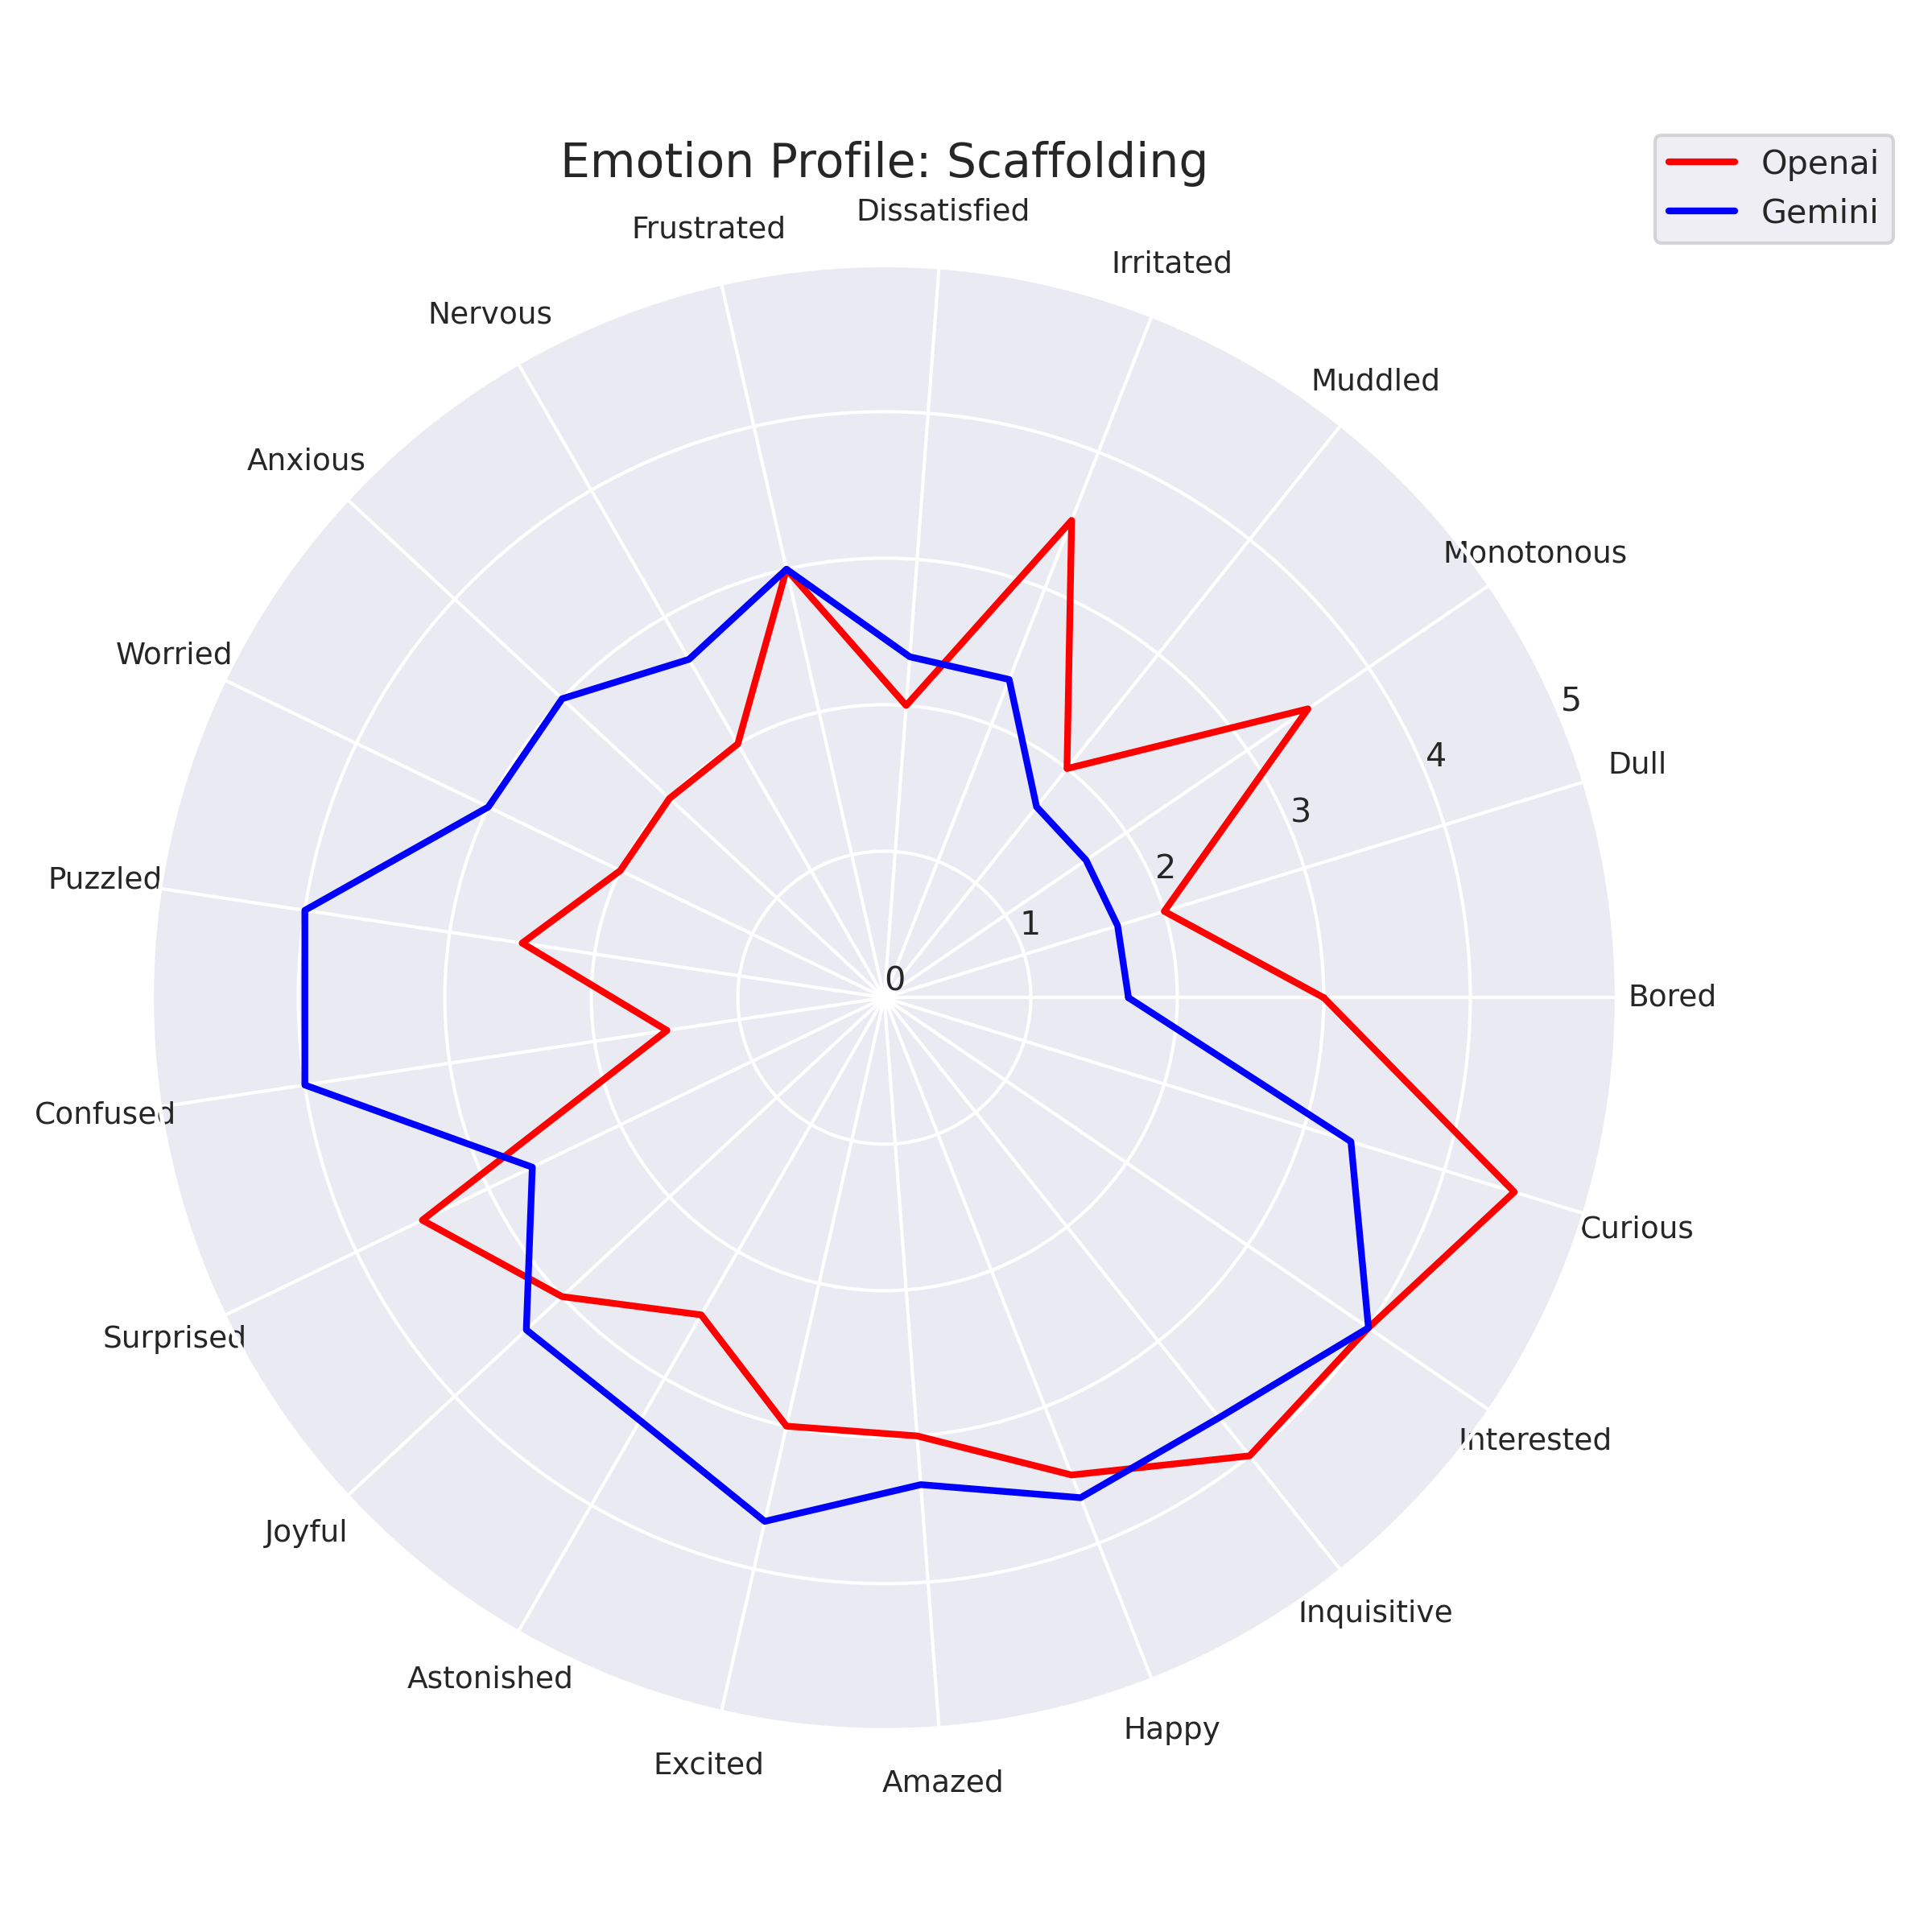 Emotion Profile: Scaffolding
Openai
Gemini
Dissatisfied
Frustrated
Irritated
Nervous
Muddled
Anxious
Monotonous
Worried
5
4
Dull
3
Puzzled
2
1
0
Bored
Confused
Curious
Surprised
Interested
Joyful
Inquisitive
Astonished
Happy
Excited
Amazed